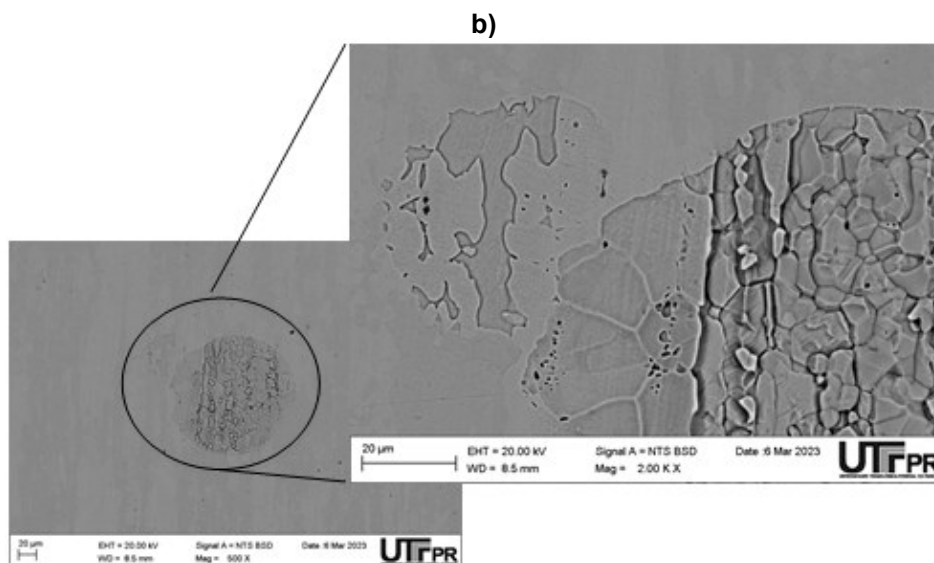 b)
20 µm
EHT = 20.00 kV
Signal A = NTS BSD
Date :6 Mar 2023
WD = 8.5 mm
Mag = 2.00 K X
UTFPR
20 µm
EHT = 20.00 kV
Signal A = NTS BSD
Date :6 Mar 2023
WD = 8.5 mm
Mag = 500 X
UTFPR